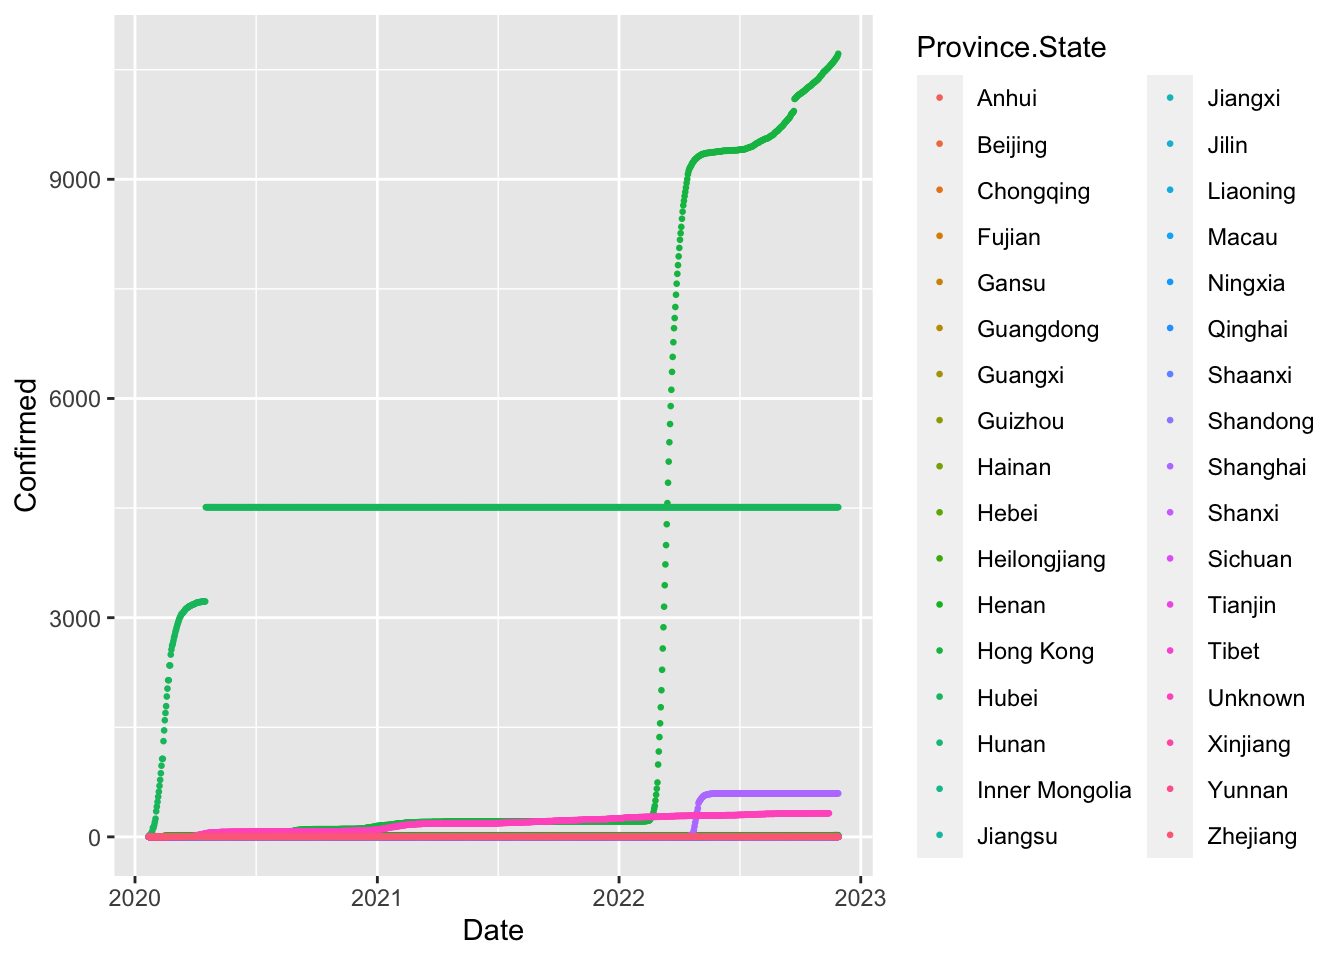 Confirmed
9000
6000
3000
0
2020
2021
2022
2023
Date
Province.State
Anhui
Beijing
Chongqing
Fujian
Gansu
Guangdong
Guangxi
Guizhou
Hainan
Hebei
Heilongjiang
Henan
Hong Kong
Hubei
Hunan
Inner Mongolia
Jiangsu
Jiangxi
Jilin
Liaoning
Macau
Ningxia
Qinghai
Shaanxi
Shandong
Shanghai
Shanxi
Sichuan
Tianjin
Tibet
Unknown
Xinjiang
Yunnan
Zhejiang